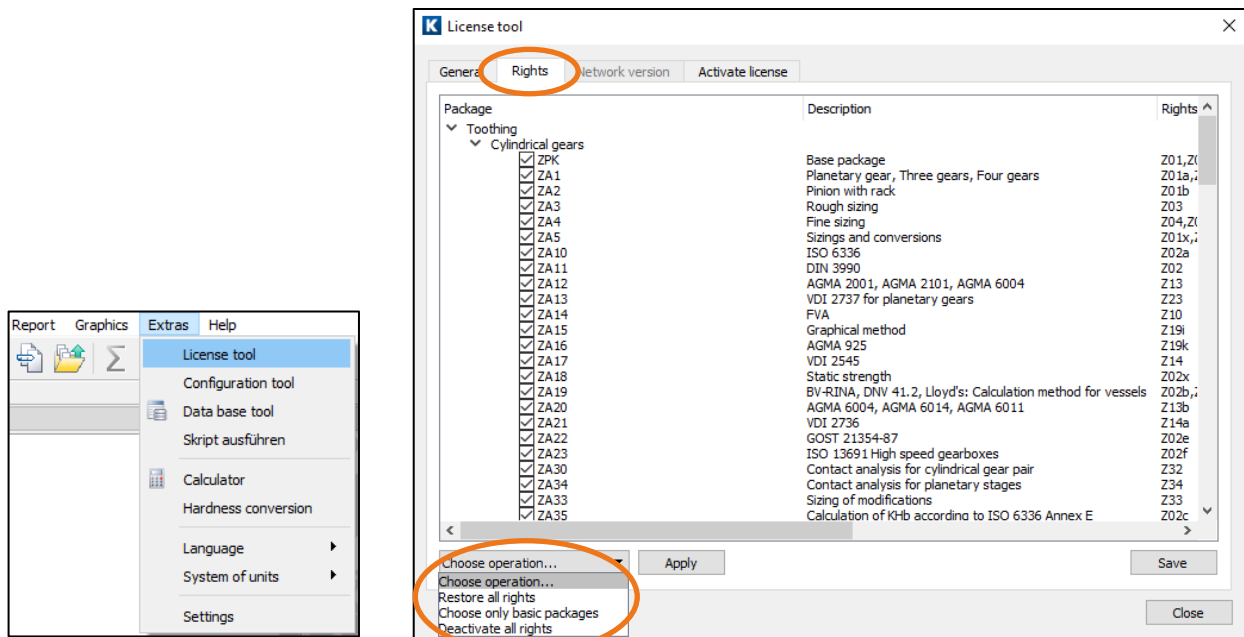 Report Graphics Extras Help
License tool
Configuration tool
Data base tool
Skript ausführen
Calculator
Hardness conversion
Language
System of units
Settings
K License tool
General Rights Network version Activate license
Package Description Rights
Toothing
Cylindrical gears
ZPK Base package Z01,Z0
ZA1 Planetary gear, Three gears, Four gears Z01a,Z
ZA2 Pinion with rack Z01b
ZA3 Rough sizing Z03
ZA4 Fine sizing Z04,Z0
ZA5 Sizings and conversions Z01x,Z
ZA10 ISO 6336 Z02a
ZA11 DIN 3990 Z02
ZA12 AGMA 2001, AGMA 2101, AGMA 6004 Z13
ZA13 VDI 2737 for planetary gears Z23
ZA14 FVA Z10
ZA15 Graphical method Z19i
ZA16 AGMA 925 Z19k
ZA17 VDI 2545 Z14
ZA18 Static strength Z02x
ZA19 BV-RINA, DNV 41.2, Lloyd's: Calculation method for vessels Z02b,Z
ZA20 AGMA 6004, AGMA 6014, AGMA 6011 Z13b
ZA21 VDI 2736 Z14a
ZA22 GOST 21354-87 Z02e
ZA23 ISO 13691 High speed gearboxes Z02f
ZA30 Contact analysis for cylindrical gear pair Z32
ZA34 Contact analysis for planetary stages Z34
ZA33 Sizing of modifications Z33
ZA35 Calculation of KHb according to ISO 6336 Annex E Z02c
Choose operation... Apply Save
Choose operation...
Restore all rights
Choose only basic packages
Deactivate all rights
Close